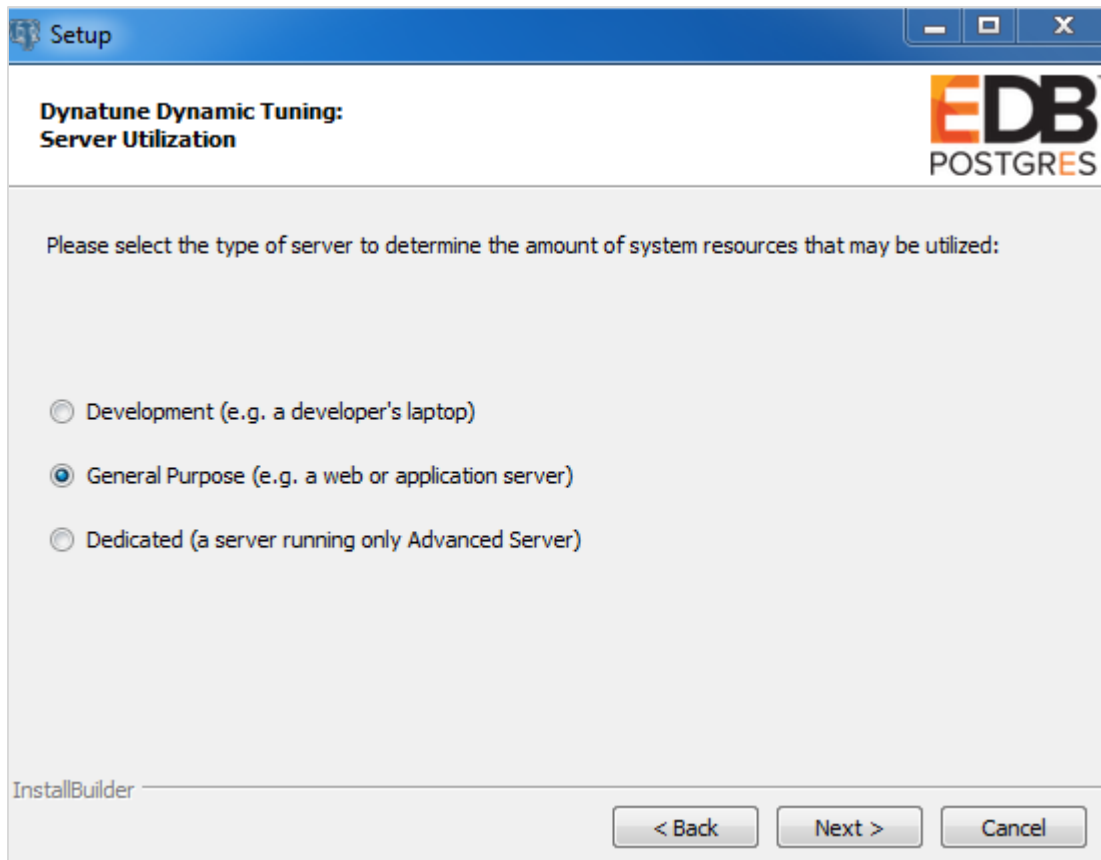 Setup
Dynatune Dynamic Tuning:
Server Utilization
EDB
POSTGRES
Please select the type of server to determine the amount of system resources that may be utilized:
Development (e.g. a developer's laptop)
General Purpose (e.g. a web or application server)
Dedicated (a server running only Advanced Server)
InstallBuilder
< Back
Next >
Cancel